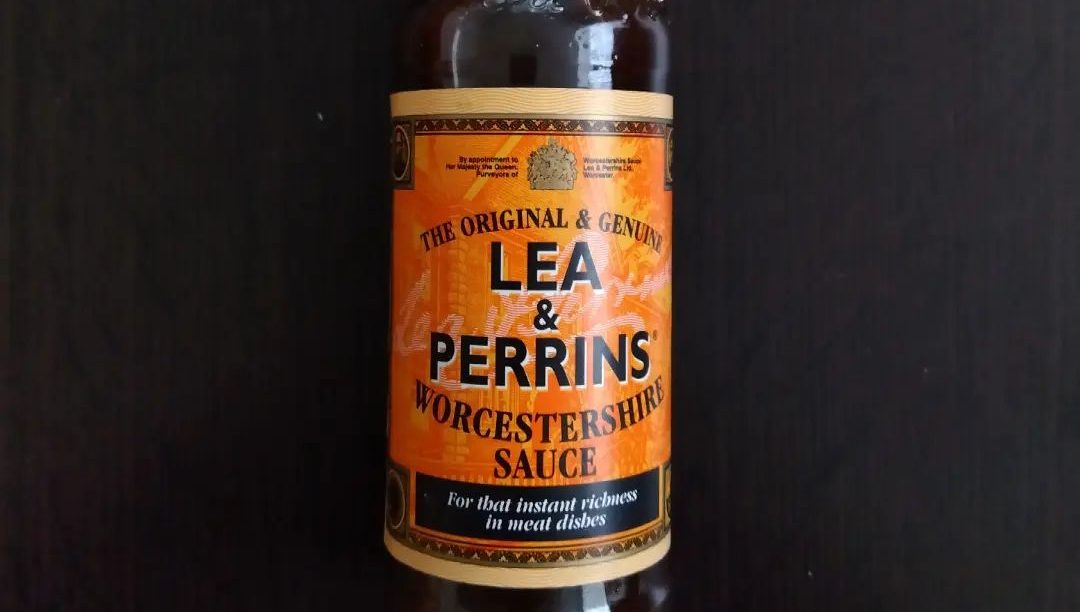 By appointment to
Her Majesty the Queen.
Purveyors of
Worcestershire Sauce
Lea & Perrins Ltd.
Worcester.
THE ORIGINAL & GENUINE
LEA
&
PERRINS®
WORCESTERSHIRE
SAUCE
For that instant richness
in meat dishes